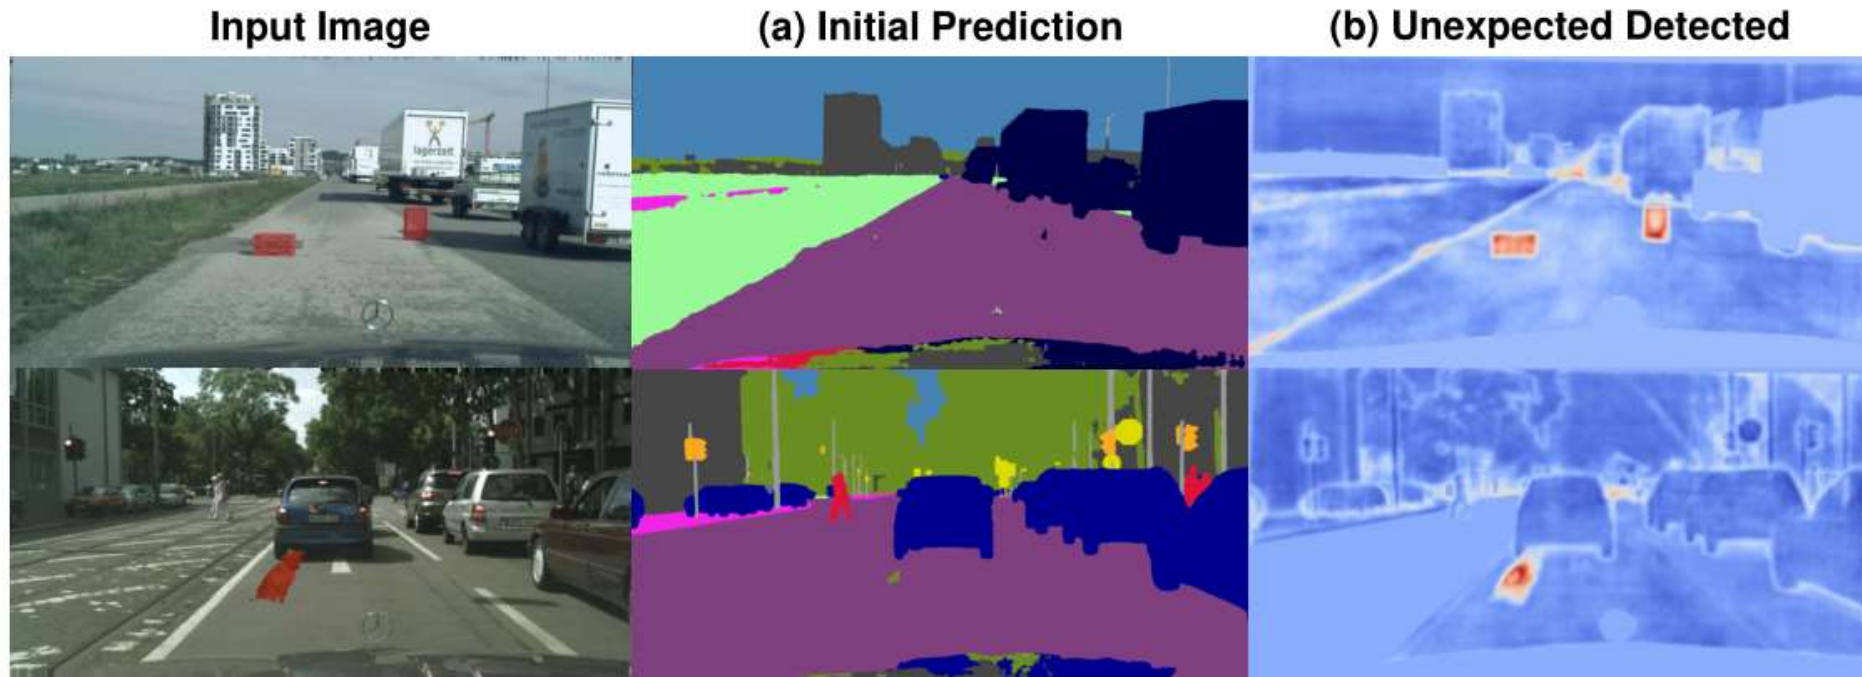 Input Image
(a) Initial Prediction
(b) Unexpected Detected
lagerzelt